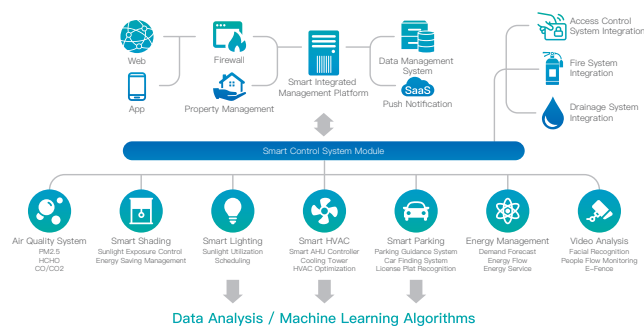 Web
App
Firewall
Property Management
Smart Integrated
Management Platform
Data Management
System
SaaS
Push Notification
Access Control
System Integration
Fire System
Integration
Drainage System
Integration
Smart Control System Module
Air Quality System
PM2.5
HCHO
CO/CO2
Smart Shading
Sunlight Exposure Control
Energy Saving Management
Smart Lighting
Sunlight Utilization
Scheduling
Smart HVAC
Smart AHU Controller
Cooling Tower
HVAC Optimization
Smart Parking
Parking Guidance System
Car Finding System
License Plat Recognition
Energy Management
Demand Forecast
Energy Flow
Energy Service
Video Analysis
Facial Recognition
People Flow Monitoring
E-Fence
Data Analysis / Machine Learning Algorithms